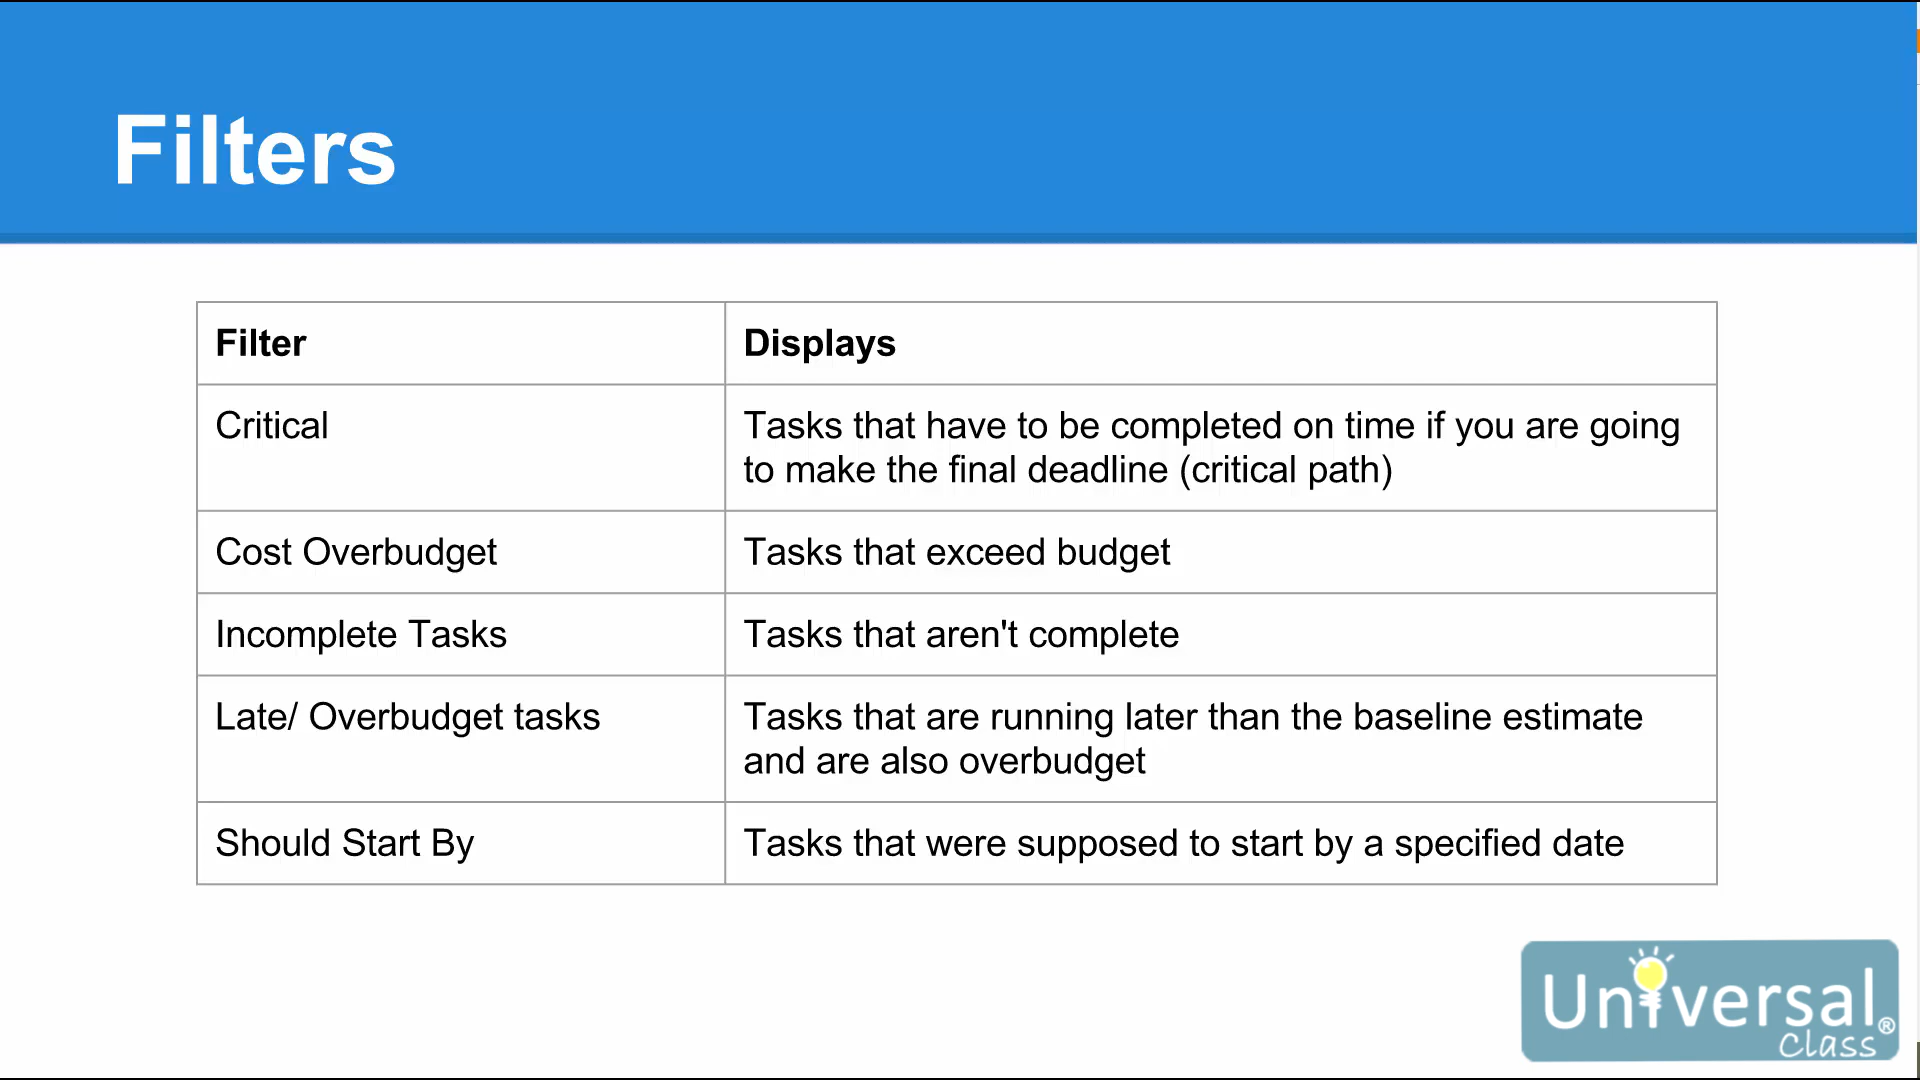 Filters
Filter
Displays
Critical
Tasks that have to be completed on time if you are going
to make the final deadline (critical path)
Cost Overbudget
Tasks that exceed budget
Incomplete Tasks
Tasks that aren't complete
Late/ Overbudget tasks
Tasks that are running later than the baseline estimate
and are also overbudget
Should Start By
Tasks that were supposed to start by a specified date
Universal®
Class